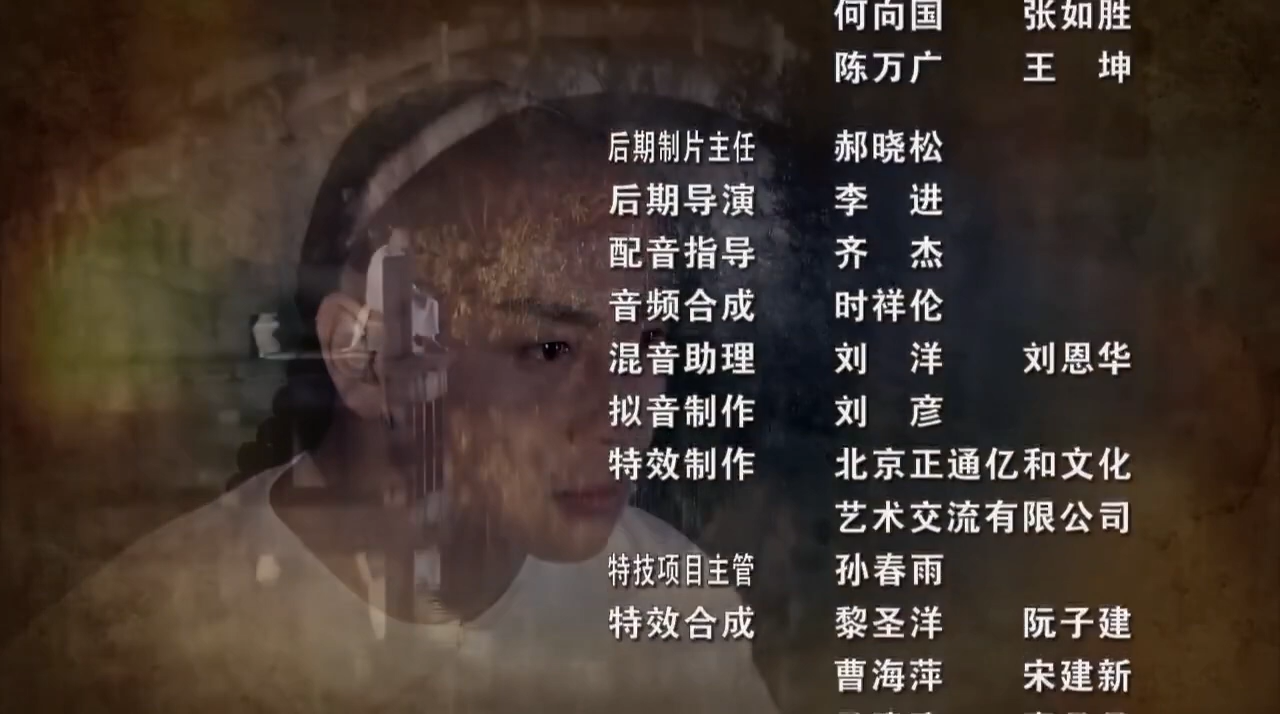 何向国 张如胜
陈万广 王 坤
后期制片主任 郝晓松
后期导演 李 进
配音指导 齐 杰
音频合成 时祥伦
混音助理 刘 洋 刘恩华
拟音制作 刘 彦
特效制作 北京正通亿和文化
艺术交流有限公司
特技项目主管 孙春雨
特效合成 黎圣洋 阮子建
曹海萍 宋建新